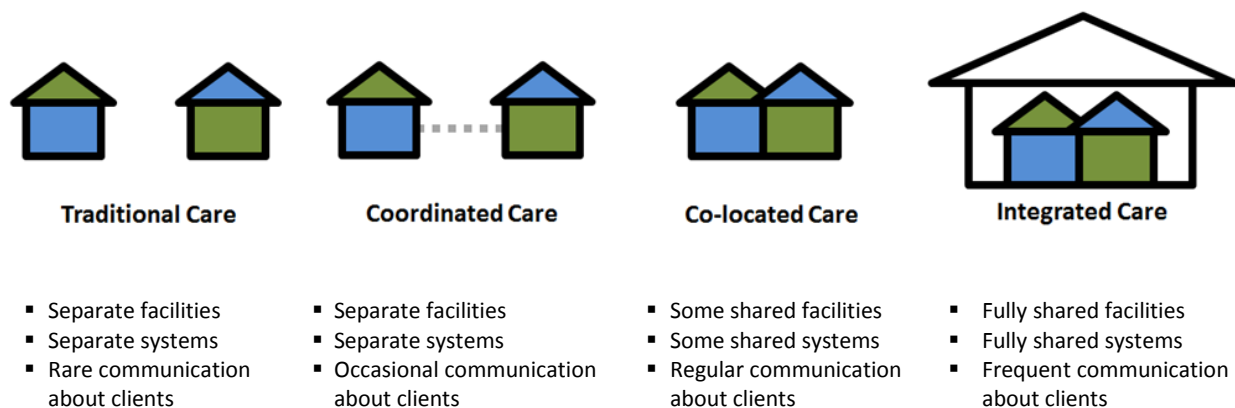 Traditional Care
Coordinated Care
Co-located Care
Integrated Care
▪ Separate facilities
▪ Separate systems
▪ Rare communication
about clients
▪ Separate facilities
▪ Separate systems
▪ Occasional communication
about clients
▪ Some shared facilities
▪ Some shared systems
▪ Regular communication
about clients
▪ Fully shared facilities
▪ Fully shared systems
▪ Frequent communication
about clients